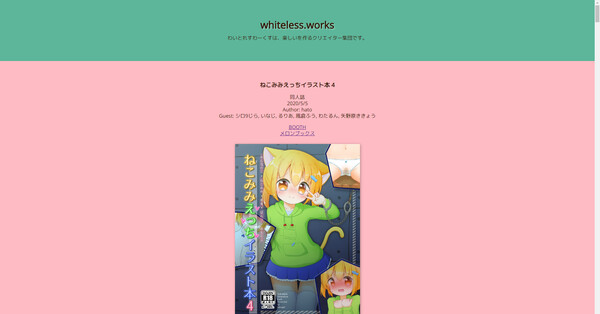 whiteless.works
わいとれすわーくすは、楽しいを作るクリエイター集団です。
ねこみみえっちイラスト本４
同人誌
2020/5/5
Author: hato
BOOTH
メロンブックス
ねこみみえっちイラスト本4
R18